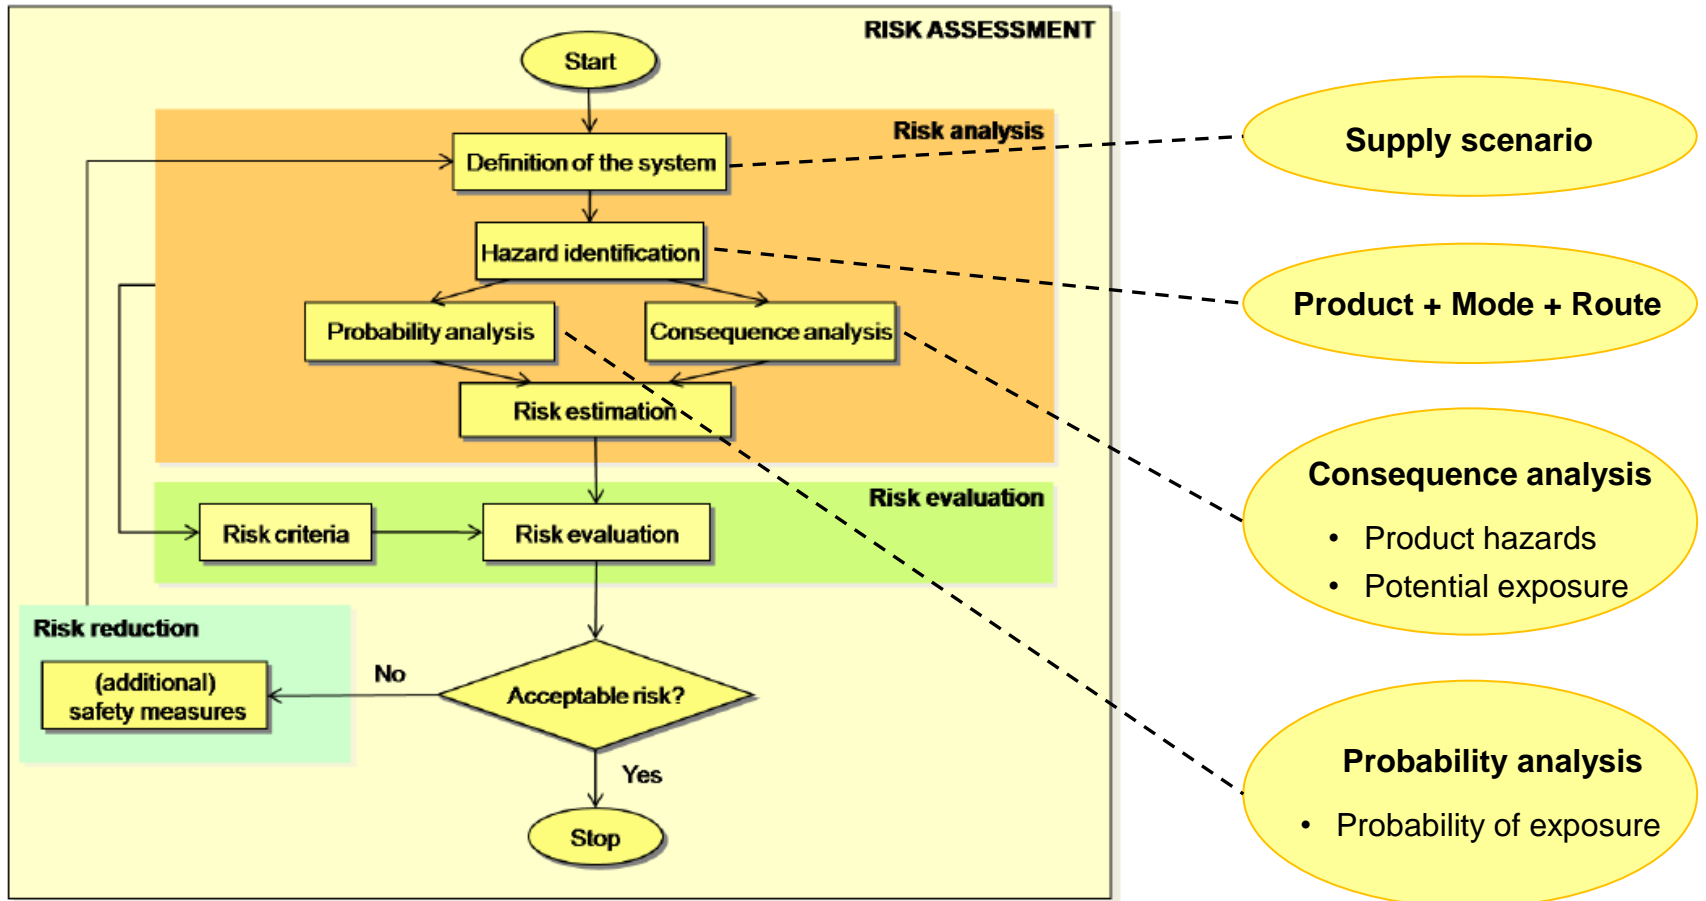 RISK ASSESSMENT
Start
Risk analysis
Definition of the system
Hazard identification
Probability analysis
Consequence analysis
Risk estimation
Risk evaluation
Risk criteria
Risk evaluation
Risk reduction
(additional)
safety measures
No
Acceptable risk?
Yes
Stop
Supply scenario
Product + Mode + Route
Consequence analysis
• Product hazards
• Potential exposure
Probability analysis
• Probability of exposure